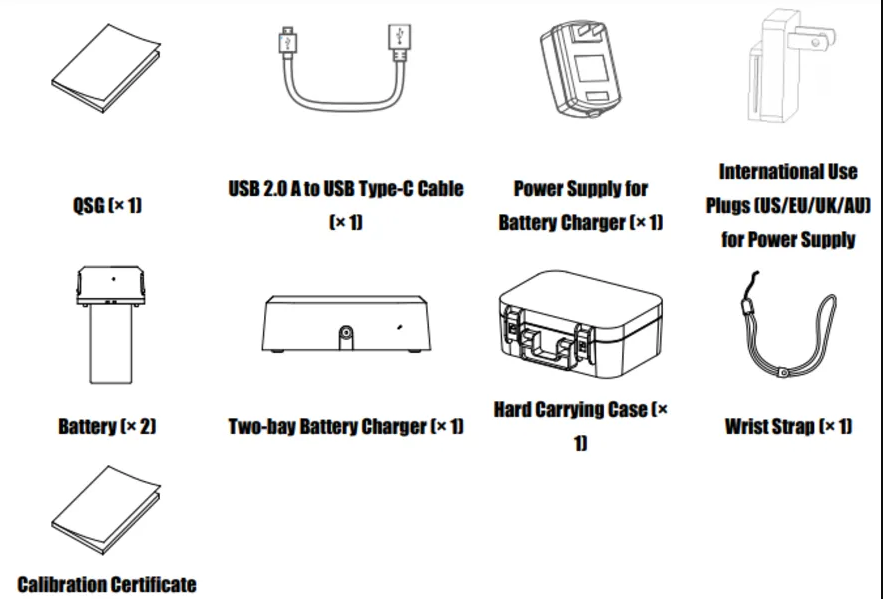 QSG (× 1)
USB 2.0 A to USB Type-C Cable
(× 1)
Power Supply for
Battery Charger (× 1)
International Use
Plugs (US/EU/UK/AU)
for Power Supply
Battery (× 2)
Two-bay Battery Charger (× 1)
Hard Carrying Case (×
1)
Wrist Strap (× 1)
Calibration Certificate